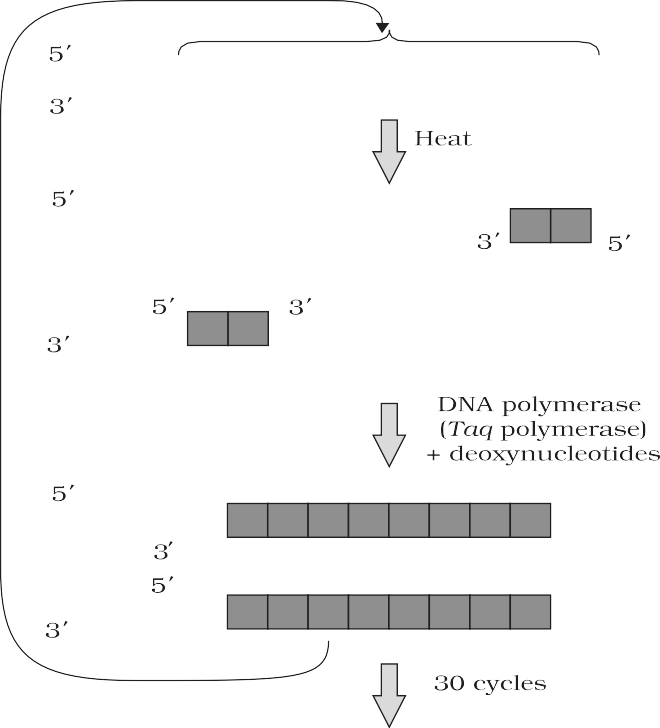 5′
3′
Heat
5′
3′ 5′
5′ 3′
3′
DNA polymerase
(Taq polymerase)
+ deoxynucleotides
5′
3′
5′
3′
30 cycles